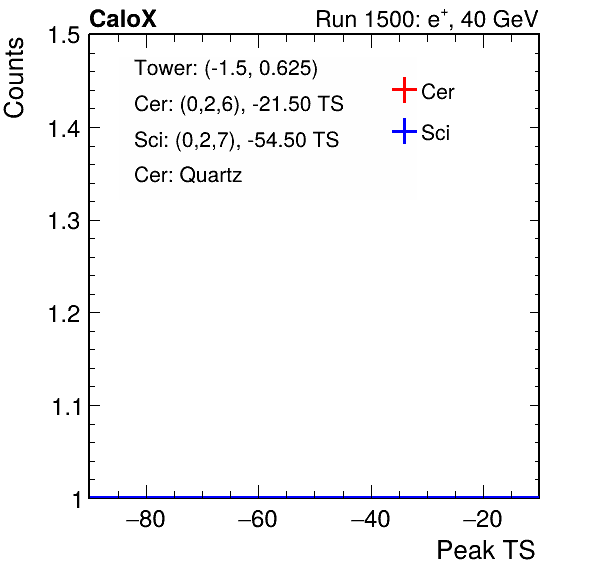 CaloX Run 1500: e+, 40 GeV
Counts
1.5
1.4
1.3
1.2
1.1
1
Tower: (-1.5, 0.625)
Cer: (0,2,6), -21.50 TS
Sci: (0,2,7), -54.50 TS
Cer: Quartz
Cer
Sci
−80 −60 −40 −20
Peak TS